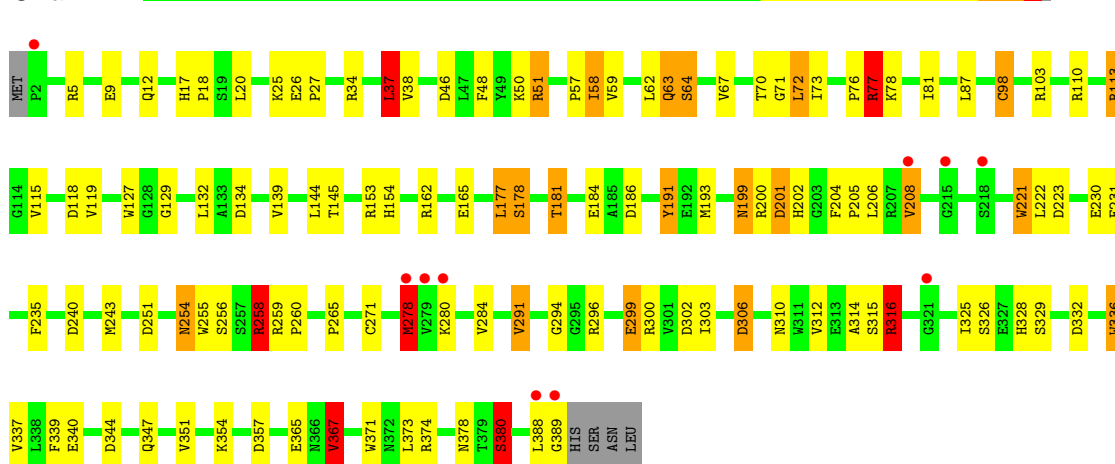 MET P2 R5 E9 Q12 H17 P18 S19 L20 K25 E26 P27 R34 L37 V38 D46 L47 F48 Y49 K50 R51 P57 I58 V59 L62 Q63 S64 V67 T70 G71 L72 I73 P76 R77 K78 I81 L87 C98 R103 R110
G114 V115 D118 V119 W127 G128 G129 L132 A133 D134 V139 L144 T145 R153 H154 R162 E165 L177 S178 T181 E184 A185 D186 Y191 E192 M193 N199 R200 D201 H202 G203 F204 P205 L206 R207 V208 G215 S218 W221 L222 D223 E230
F235 D240 M243 D251 N254 W255 S256 S257 R258 R259 P260 P265 C271 M278 V279 K280 V284 V291 G294 G295 R296 E299 R300 V301 D302 I303 D306 N310 W311 V312 E313 A314 S315 R316 G321 I325 S326 E327 H328 S329 D332
V337 L338 F339 E340 D344 Q347 V351 K354 D357 E365 N366 V367 W371 N372 L373 R374 N378 T379 S380 L388 G389 HIS SER ASN LEU